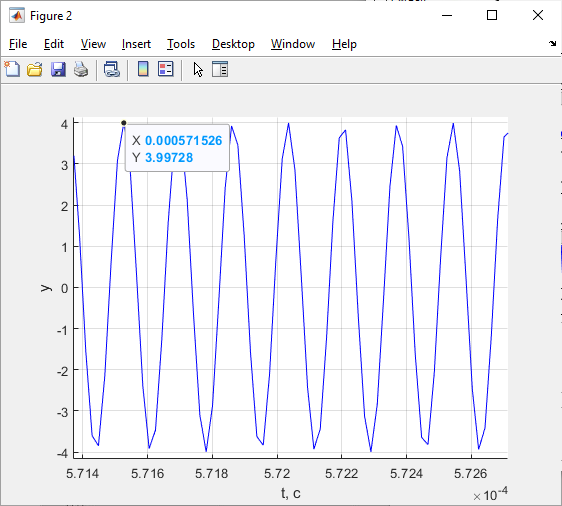 Figure 2
File Edit View Insert Tools Desktop Window Help
4
3
2
1
0
-1
-2
-3
-4
y
X 0.000571526
Y 3.99728
5.714 5.716 5.718 5.72 5.722 5.724 5.726
t, c
×10-4